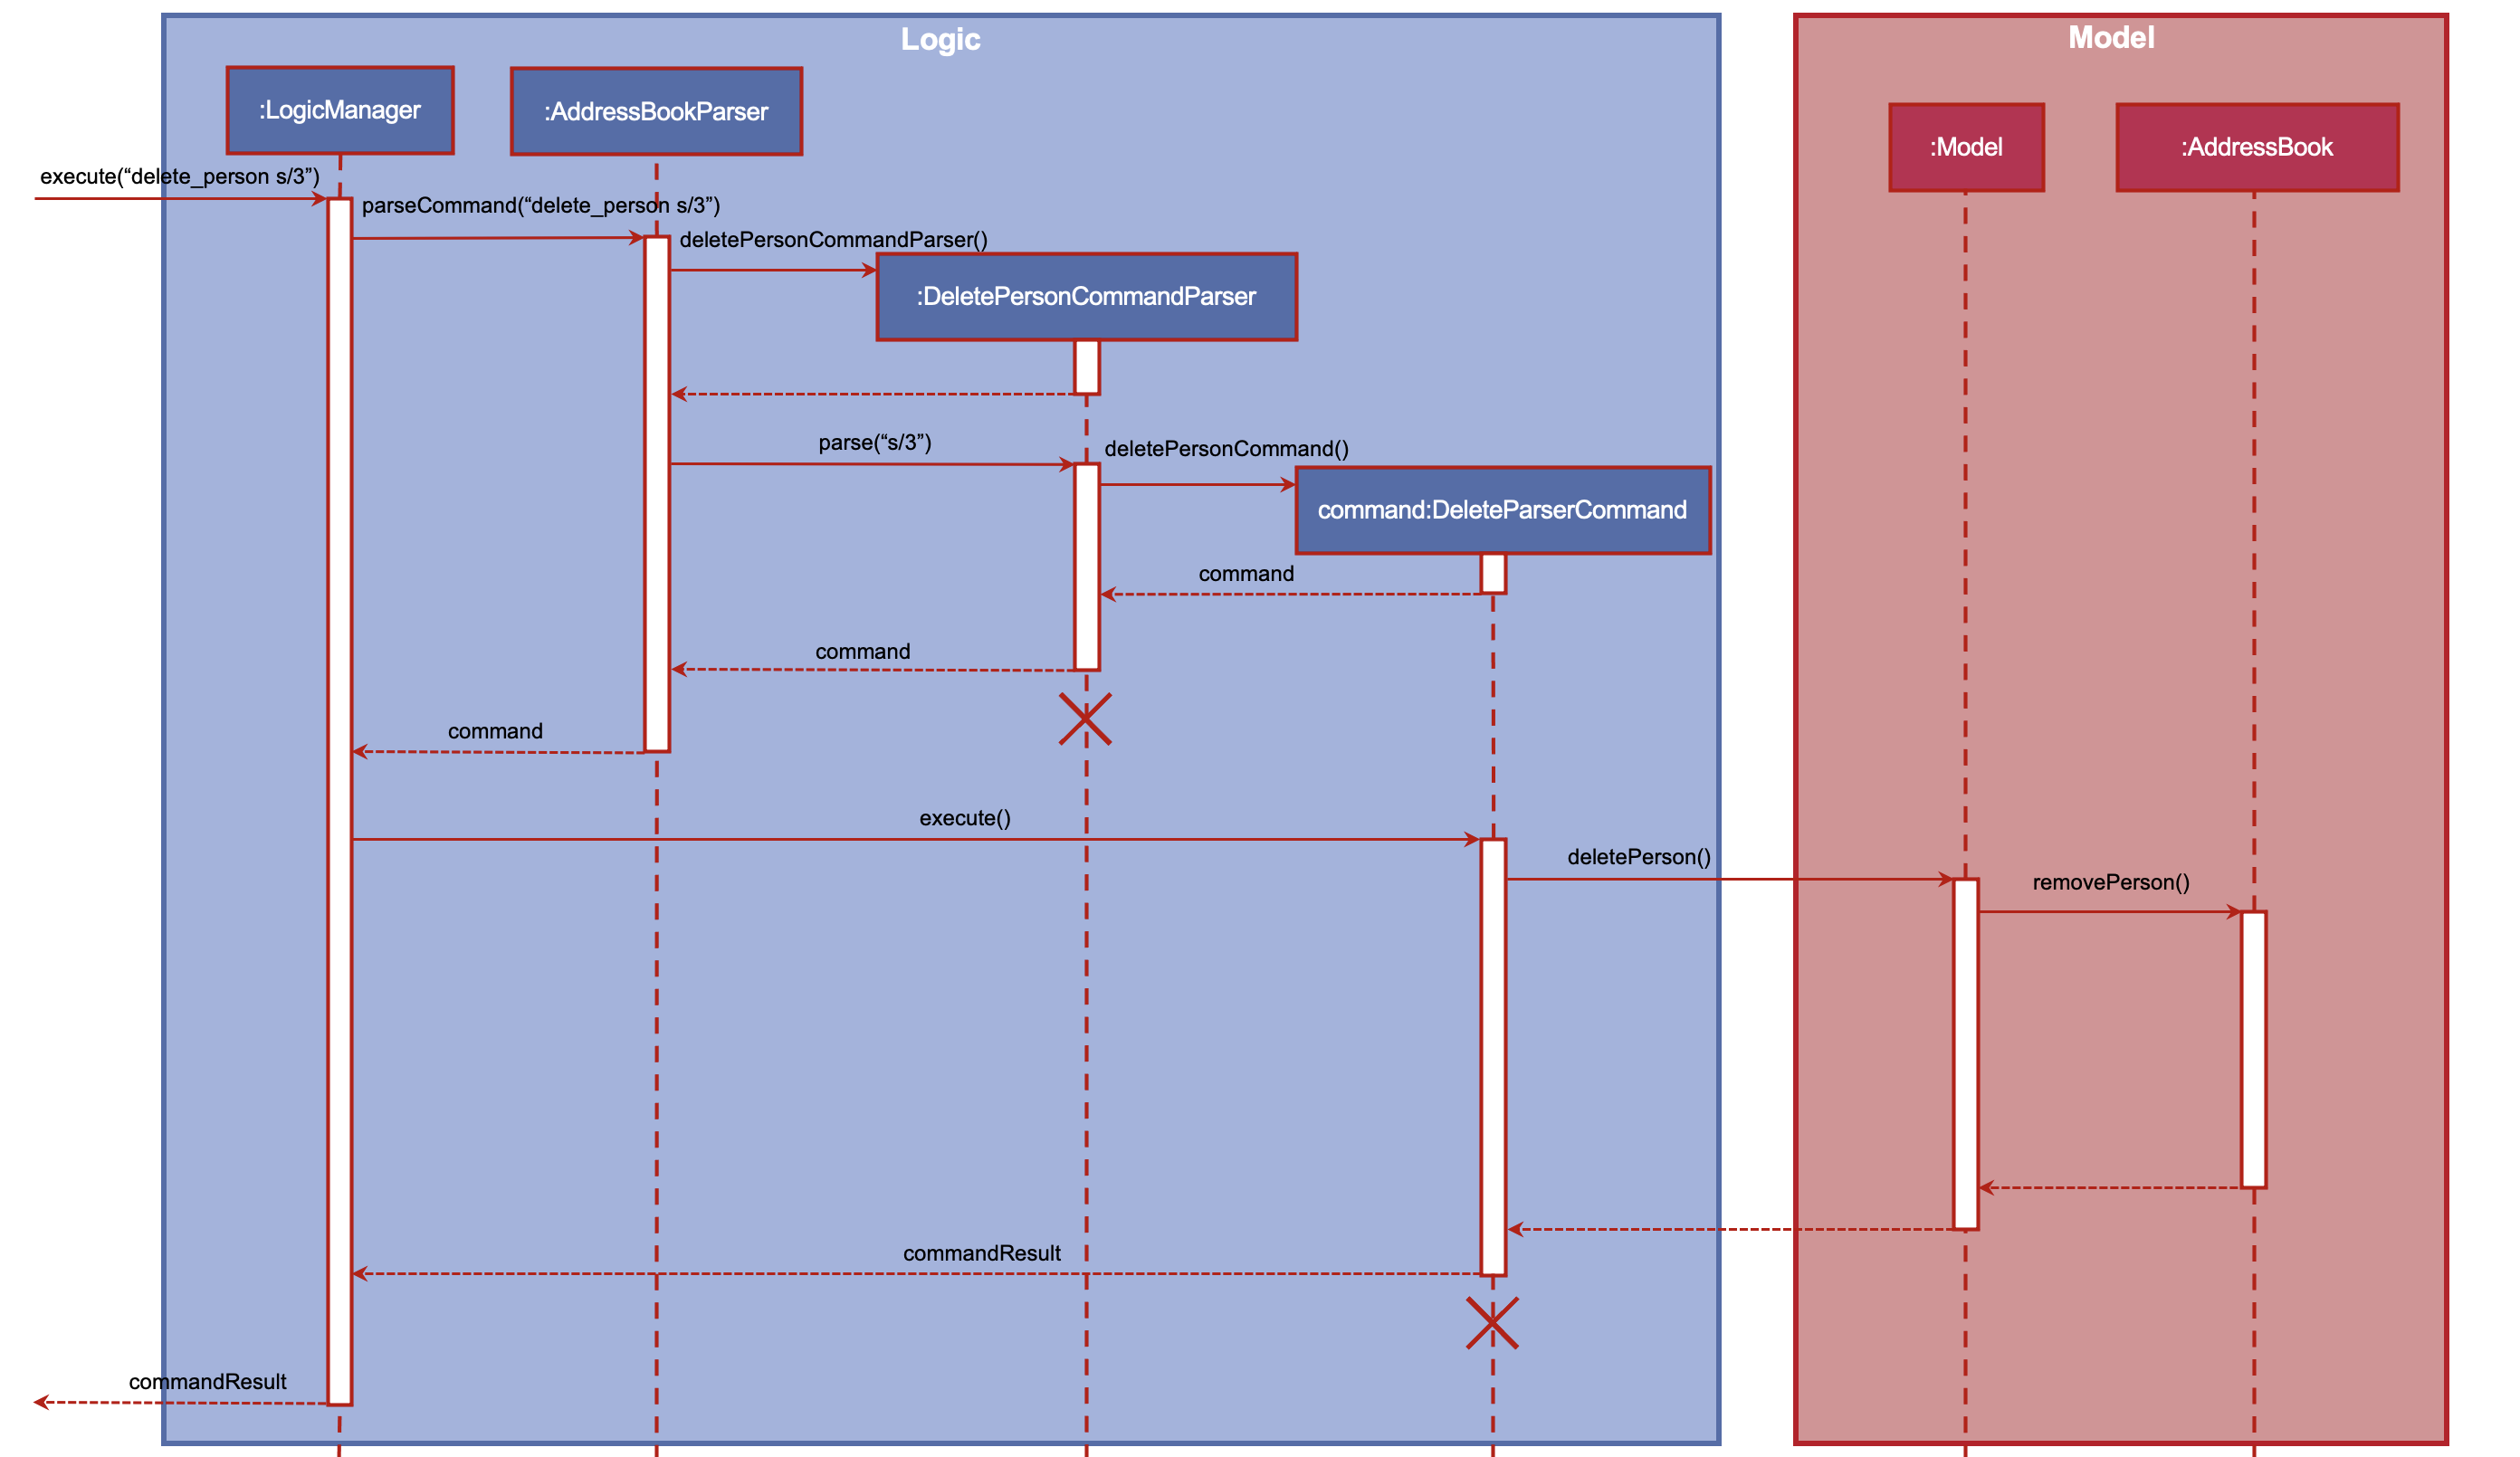 Logic
Model
:LogicManager
:AddressBookParser
:Model
:AddressBook
execute(“delete_person s/3”)
parseCommand(“delete_person s/3”)
deletePersonCommandParser()
:DeletePersonCommandParser
parse(“s/3”)
deletePersonCommand()
command:DeleteParserCommand
command
command
command
execute()
deletePerson()
removePerson()
commandResult
commandResult